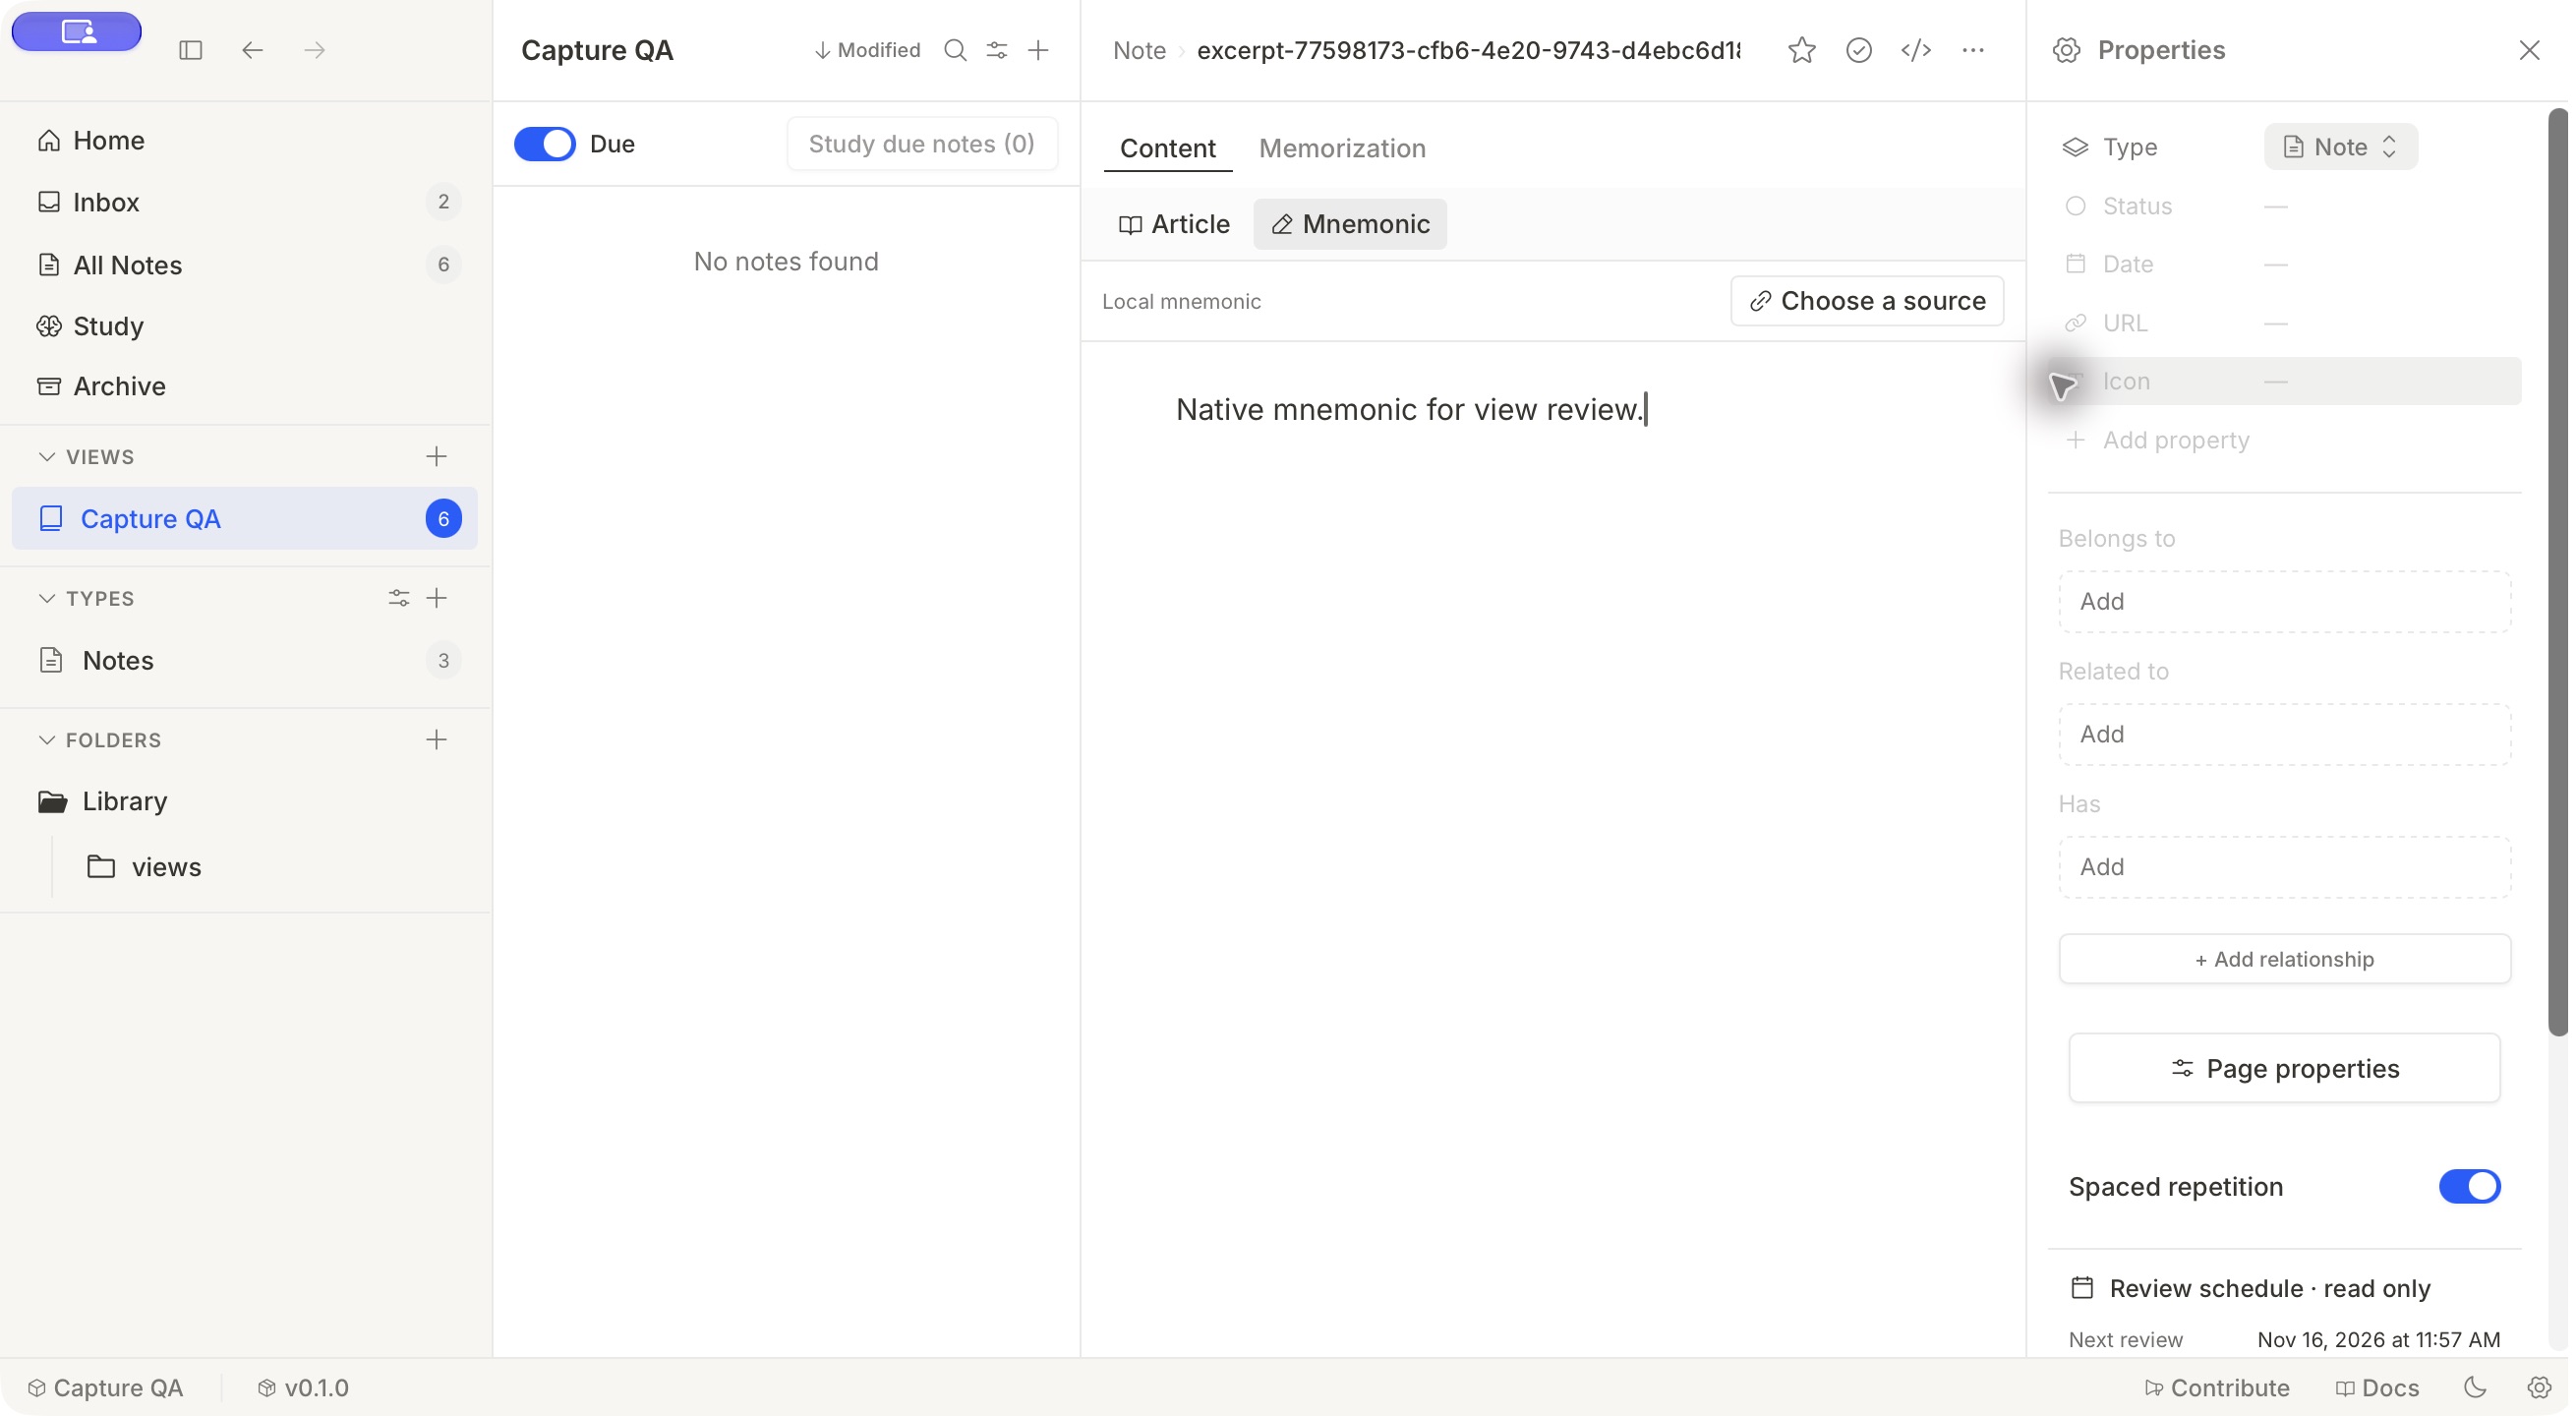 Home
Inbox 2
All Notes 6
Study
Archive
VIEWS
Capture QA 6
TYPES
Notes 3
FOLDERS
Library
views
Capture QA Modified
Due Study due notes (0)
No notes found
Note excerpt-77598173-cfb6-4e20-9743-d4ebc6d1
Content Memorization
Article Mnemonic
Local mnemonic Choose a source
Native mnemonic for view review.
Properties
Type Note
Status —
Date —
URL —
Icon —
Add property
Belongs to
Add
Related to
Add
Has
Add
+ Add relationship
Page properties
Spaced repetition
Review schedule · read only
Next review Nov 16, 2026 at 11:57 AM
Capture QA v0.1.0 Contribute Docs